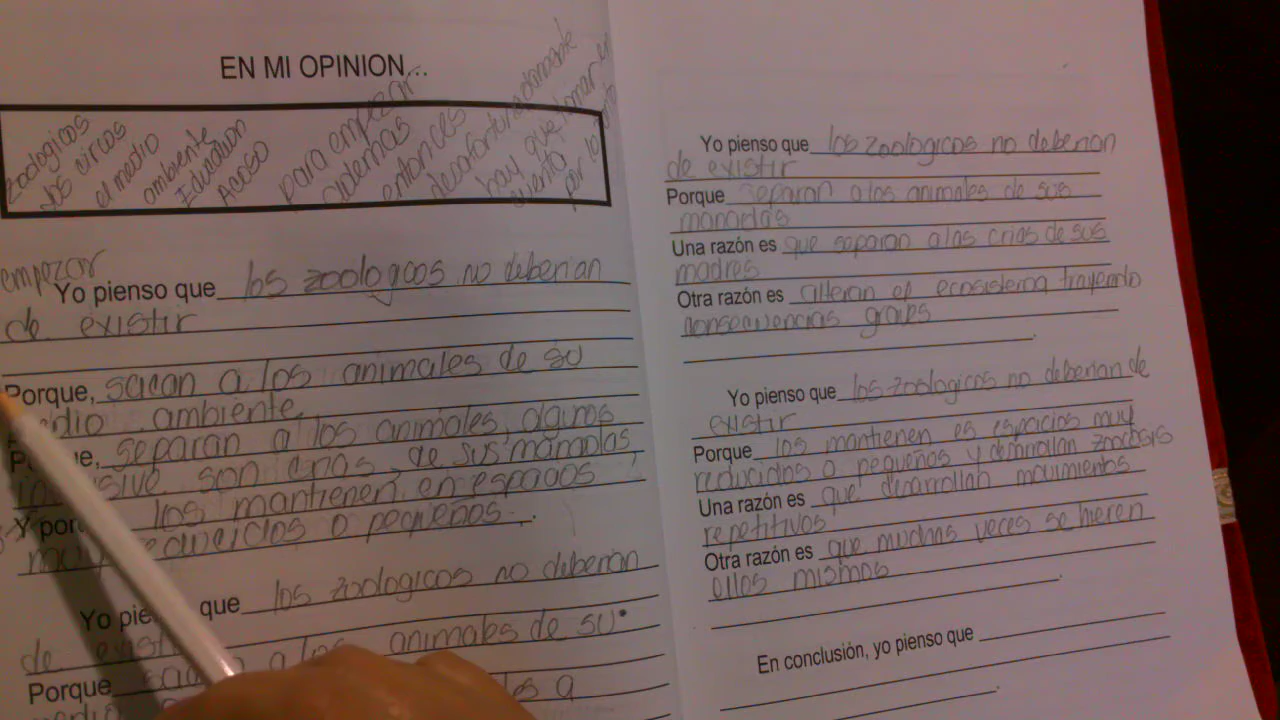 EN MI OPINION...
zoologicos
los circos
el medio
ambiente
Educacion
Acoso
para empezar
ademas
entonces
desafortunadamente
hay que tomar en
cuenta
por lo tanto
empezar
Yo pienso que los zoologicos no deberian
de existir
Porque, sacan a los animales de su
ambiente,
separan a los animales, algunos
son crias, de sus manadas
Y por los mantienen en espacios
reducidos o pequeños.
Yo que los zoologicos no deberian
de animales de su
Porque
a
Yo pienso que los zoologicos no deberian
de existir
Porque separan a los animales de sus
manadas
Una razón es que separan a las crias de sus
madres
Otra razón es alteran el ecosistema trayendo
consecuencias graves
Yo pienso que los zoologicos no deberian de
existir
Porque los mantienen es espacios muy
reducidos o pequeños y desarrollan zoocosis
Una razón es que desarrollan movimientos
repetitivos
Otra razón es que muchas veces se hieren
ellos mismos
En conclusión, yo pienso que